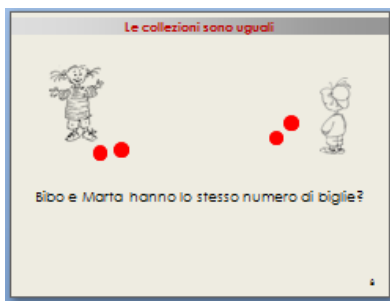 Le collezioni sono uguali
Bibo e Marta hanno lo stesso numero di biglie?